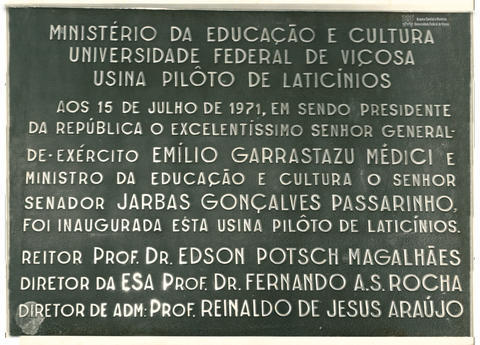 MINISTÉRIO DA EDUCAÇÃO E CULTURA
UNIVERSIDADE FEDERAL DE VIÇOSA
USINA PILÔTO DE LATICÍNIOS
AOS 15 DE JULHO DE 1971, EM SENDO PRESIDENTE
DA REPÚBLICA O EXCELENTÍSSIMO SENHOR GENERAL-
DE-EXÉRCITO EMÍLIO GARRASTAZU MÉDICI E
MINISTRO DA EDUCAÇÃO E CULTURA O SENHOR
SENADOR JARBAS GONÇALVES PASSARINHO,
FOI INAUGURADA ESTA USINA PILÔTO DE LATICÍNIOS.
REITOR PROF. DR. EDSON POTSCH MAGALHÃES
DIRETOR DA ESA PROF. DR. FERNANDO A.S. ROCHA
DIRETOR DE ADM: PROF. REINALDO DE JESUS ARAÚJO